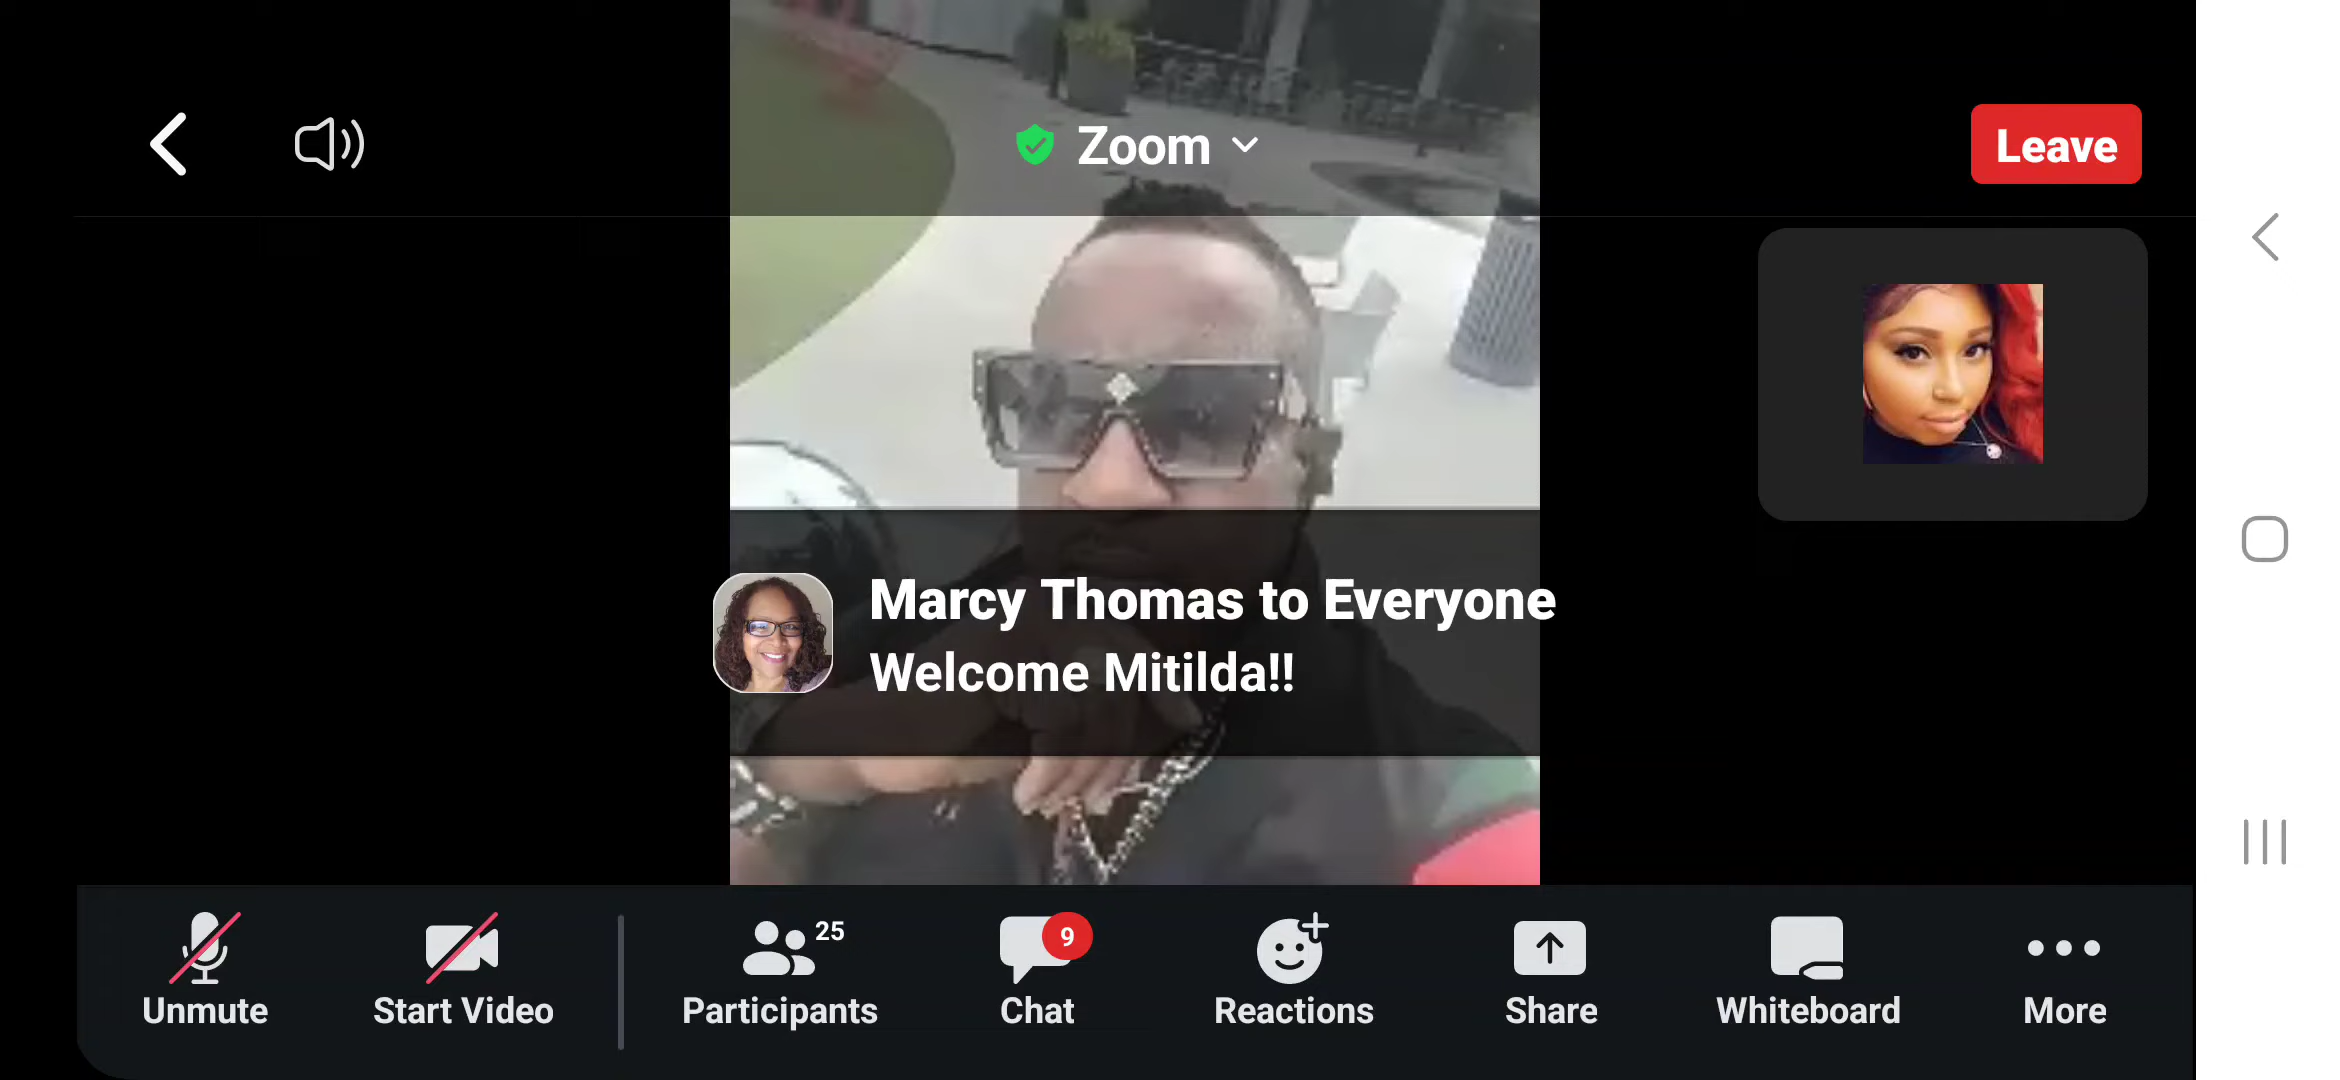 Zoom
Leave
Marcy Thomas to Everyone
Welcome Mitilda!!
25
9
Unmute
Start Video
Participants
Chat
Reactions
Share
Whiteboard
More